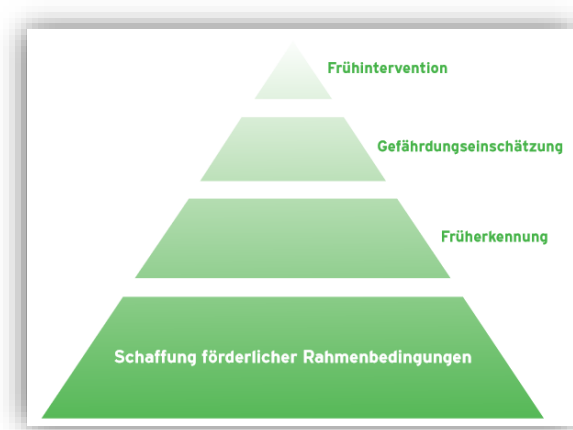 Frühintervention
Gefährdungseinschätzung
Früherkennung
Schaffung förderlicher Rahmenbedingungen